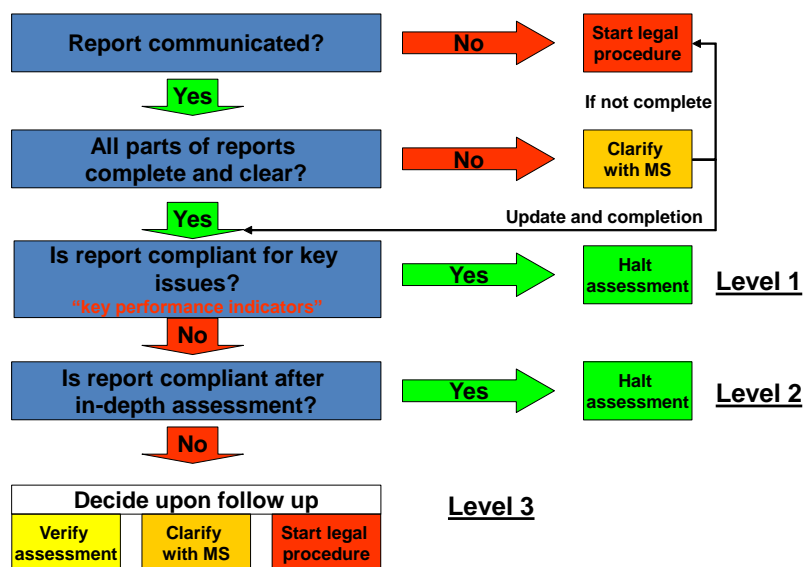 Report communicated?
No
Start legal
procedure
Yes
If not complete
All parts of reports
complete and clear?
No
Clarify
with MS
Yes
Update and completion
Is report compliant for key
issues?
“key performance indicators”
Yes
Halt
assessment
Level 1
No
Is report compliant after
in-depth assessment?
Yes
Halt
assessment
Level 2
No
Decide upon follow up
Level 3
Verify
assessment
Clarify
with MS
Start legal
procedure